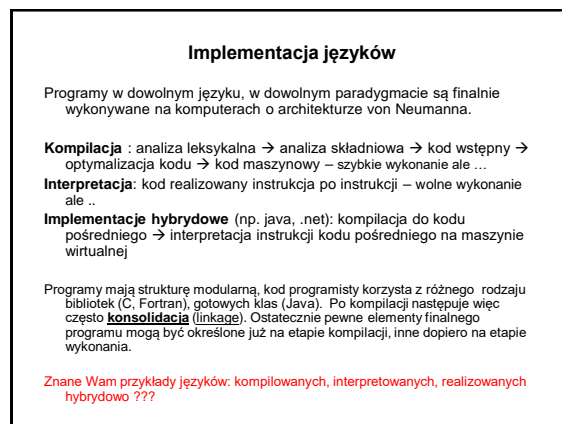 Implementacja języków
Programy w dowolnym języku, w dowolnym paradygmacie są finalnie
wykonywane na komputerach o architekturze von Neumanna.
Kompilacja : analiza leksykalna → analiza składniowa → kod wstępny →
optymalizacja kodu → kod maszynowy – szybkie wykonanie ale …
Interpretacja: kod realizowany instrukcja po instrukcji – wolne wykonanie
ale ..
Implementacje hybrydowe (np. java, .net): kompilacja do kodu
pośredniego → interpretacja instrukcji kodu pośredniego na maszynie
wirtualnej
Programy mają strukturę modularną, kod programisty korzysta z różnego rodzaju
bibliotek (C, Fortran), gotowych klas (Java). Po kompilacji następuje więc
często konsolidacja (linkage). Ostatecznie pewne elementy finalnego
programu mogą być określone już na etapie kompilacji, inne dopiero na etapie
wykonania.
Znane Wam przykłady języków: kompilowanych, interpretowanych, realizowanych
hybrydowo ???